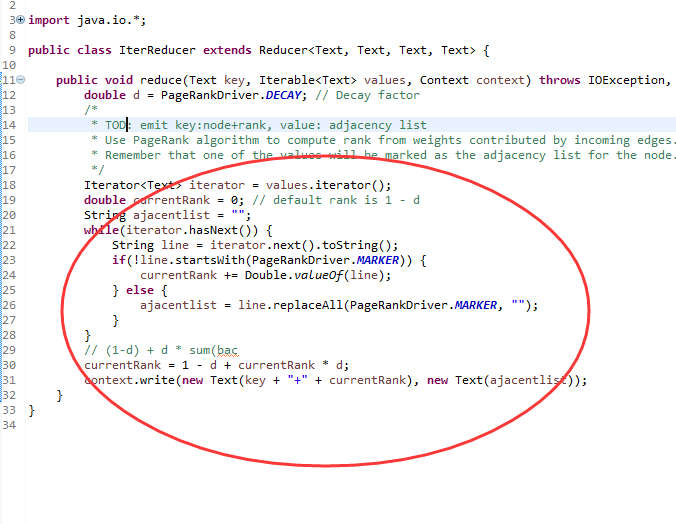 2
3 import java.io.*;
8
9 public class IterReducer extends Reducer<Text, Text, Text, Text> {
10
11 public void reduce(Text key, Iterable<Text> values, Context context) throws IOException,
12 double d = PageRankDriver.DECAY; // Decay factor
13 /*
14 * TOD: emit key:node+rank, value: adjacency list
15 * Use PageRank algorithm to compute rank from weights contributed by incoming edges.
16 * Remember that one of the values will be marked as the adjacency list for the node.
17 */
18 Iterator<Text> iterator = values.iterator();
19 double currentRank = 0; // default rank is 1 - d
20 String ajacentlist = "";
21 while(iterator.hasNext()) {
22 String line = iterator.next().toString();
23 if(!line.startsWith(PageRankDriver.MARKER)) {
24 currentRank += Double.valueOf(line);
25 } else {
26 ajacentlist = line.replaceAll(PageRankDriver.MARKER, "");
27 }
28 }
29 // (1-d) + d * sum(bac
30 currentRank = 1 - d + currentRank * d;
31 context.write(new Text(key + "+" + currentRank), new Text(ajacentlist));
32 }
33 }
34